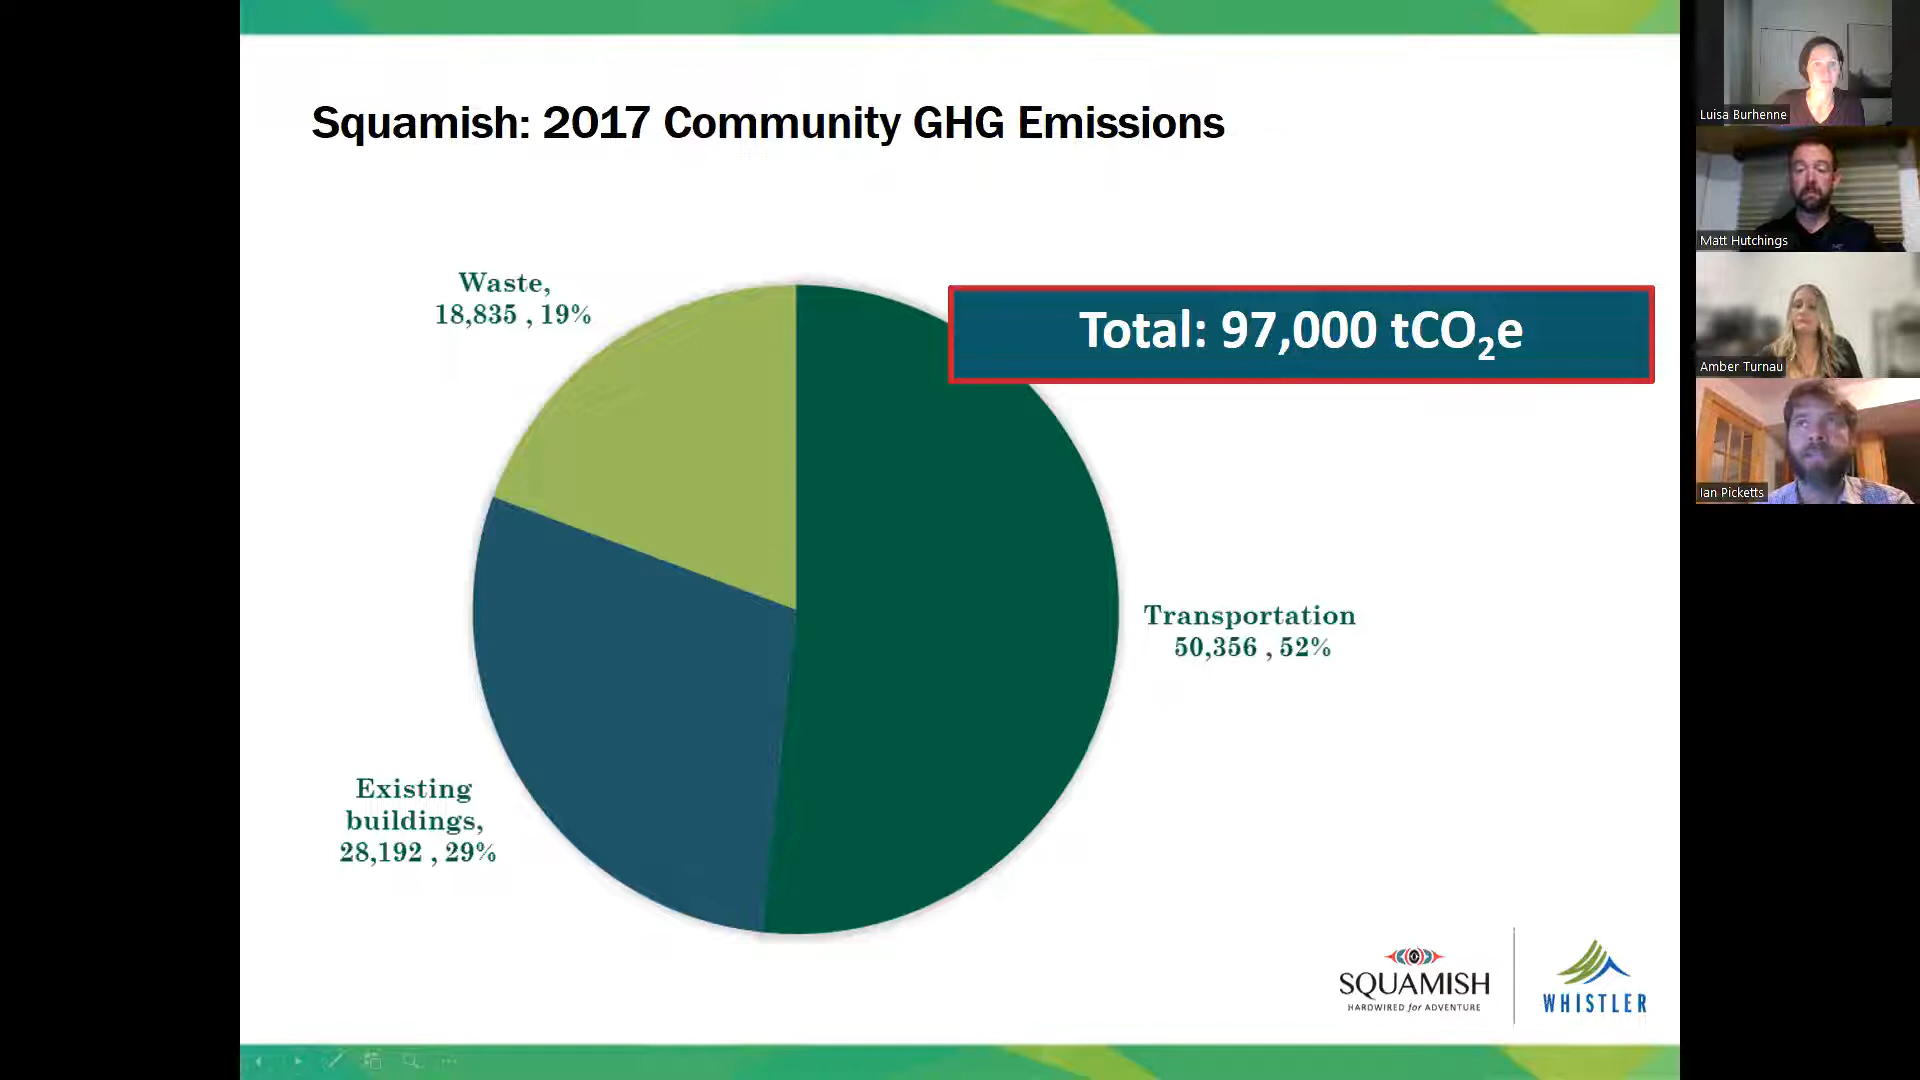 Squamish: 2017 Community GHG Emissions
Waste,
18,835 , 19%
Total: 97,000 tCO₂e
Transportation
50,356 , 52%
Existing
buildings,
28,192 , 29%
SQUAMISH
HARDWIRED for ADVENTURE
WHISTLER
Luisa Burhenne
Matt Hutchings
Amber Turnau
Ian Picketts